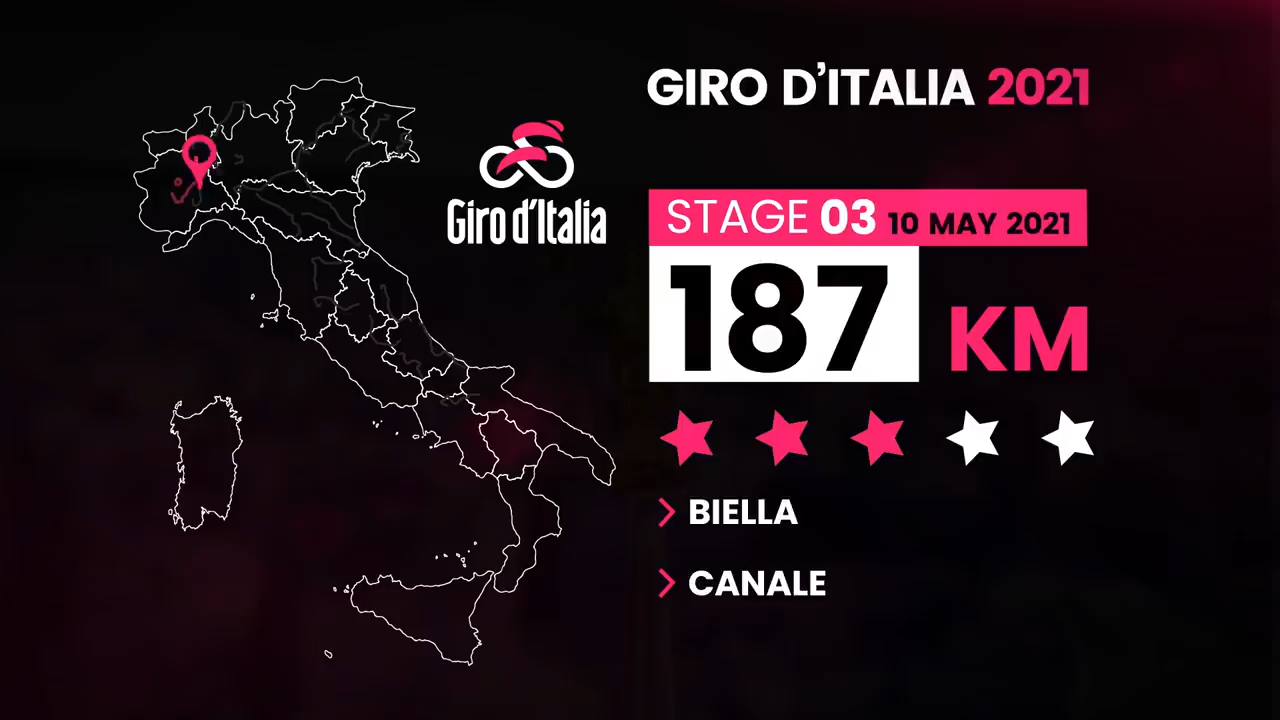 GIRO D'ITALIA 2021
Giro d'Italia
STAGE 03 10 MAY 2021
187 KM
BIELLA
CANALE